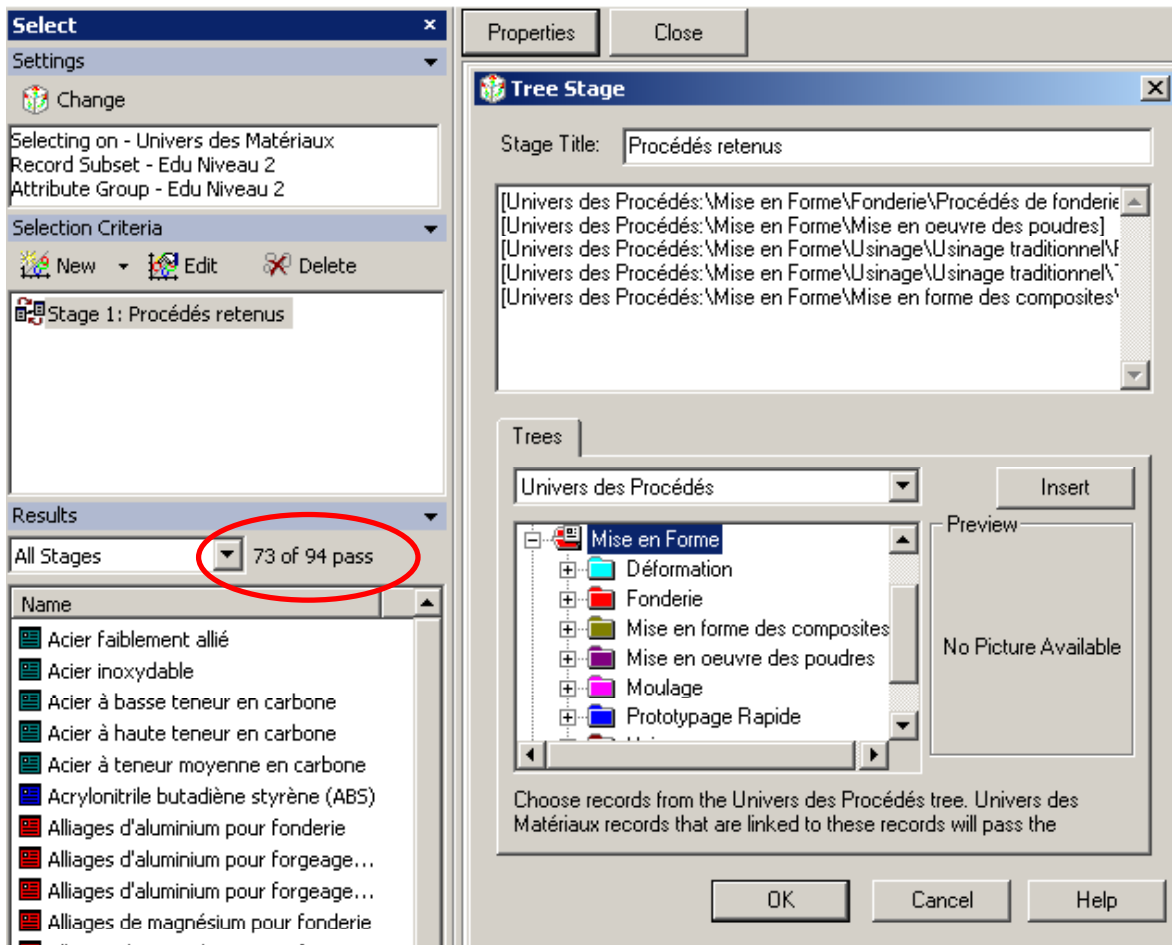 Select
Settings
Change
Selecting on - Univers des Matériaux
Record Subset - Edu Niveau 2
Attribute Group - Edu Niveau 2
Selection Criteria
New Edit Delete
Stage 1: Procédés retenus
Results
All Stages 73 of 94 pass
Name
Acier faiblement allié
Acier inoxydable
Acier à basse teneur en carbone
Acier à haute teneur en carbone
Acier à teneur moyenne en carbone
Acrylonitrile butadiène styrène (ABS)
Alliages d'aluminium pour fonderie
Alliages d'aluminium pour forgeage...
Alliages d'aluminium pour forgeage...
Alliages de magnésium pour fonderie
Properties Close
Tree Stage
Stage Title: Procédés retenus
[Univers des Procédés:\Mise en Forme\Fonderie\Procédés de fonderie
[Univers des Procédés:\Mise en Forme\Mise en oeuvre des poudres]
[Univers des Procédés:\Mise en Forme\Usinage\Usinage traditionnel\
[Univers des Procédés:\Mise en Forme\Usinage\Usinage traditionnel\
[Univers des Procédés:\Mise en Forme\Mise en forme des composites\
Trees
Univers des Procédés
Insert
Mise en Forme
Déformation
Fonderie
Mise en forme des composites
Mise en oeuvre des poudres
Moulage
Prototypage Rapide
Preview
No Picture Available
Choose records from the Univers des Procédés tree. Univers des
Matériaux records that are linked to these records will pass the
OK Cancel Help